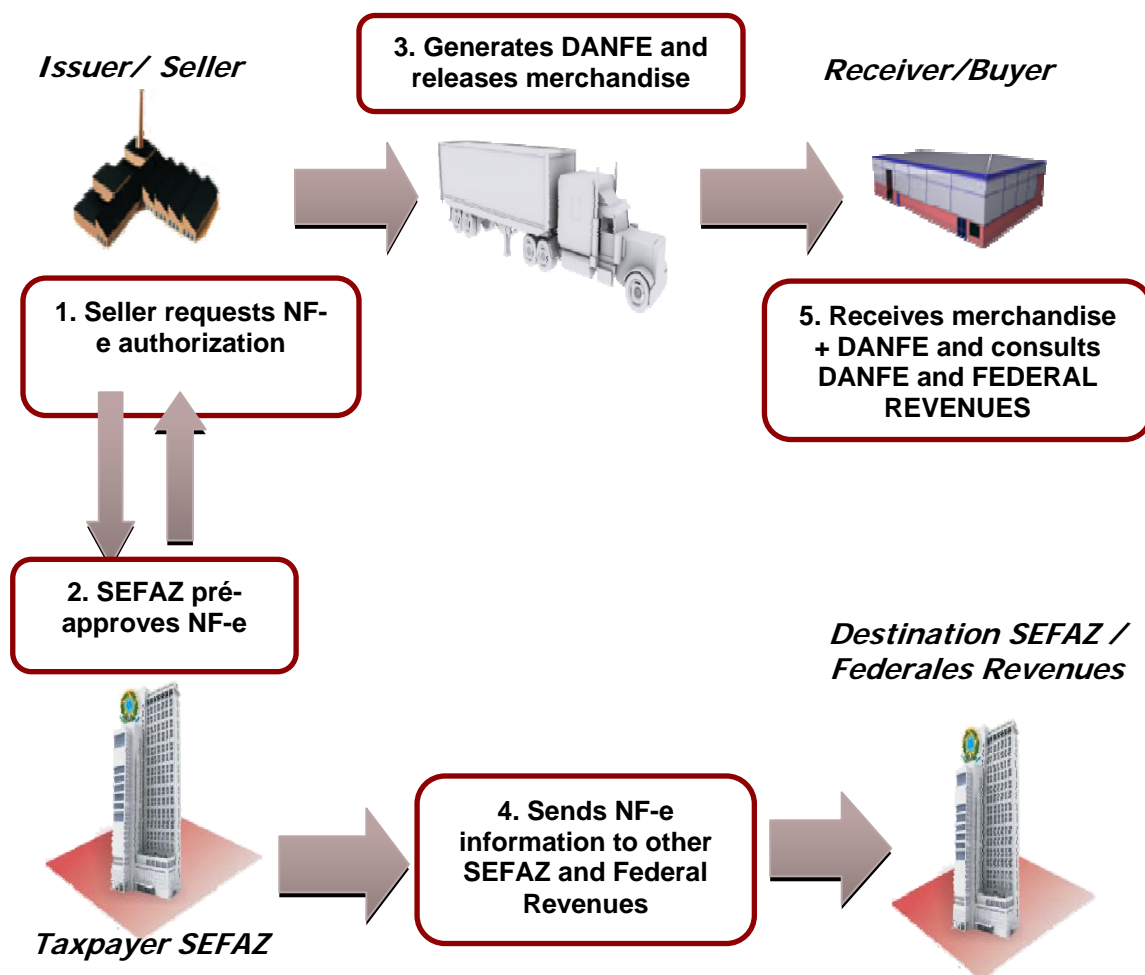 Issuer/ Seller
3. Generates DANFE and
releases merchandise
Receiver/Buyer
1. Seller requests NF-
e authorization
5. Receives merchandise
+ DANFE and consults
DANFE and FEDERAL
REVENUES
2. SEFAZ pré-
approves NF-e
Destination SEFAZ /
Federales Revenues
4. Sends NF-e
information to other
SEFAZ and Federal
Revenues
Taxpayer SEFAZ